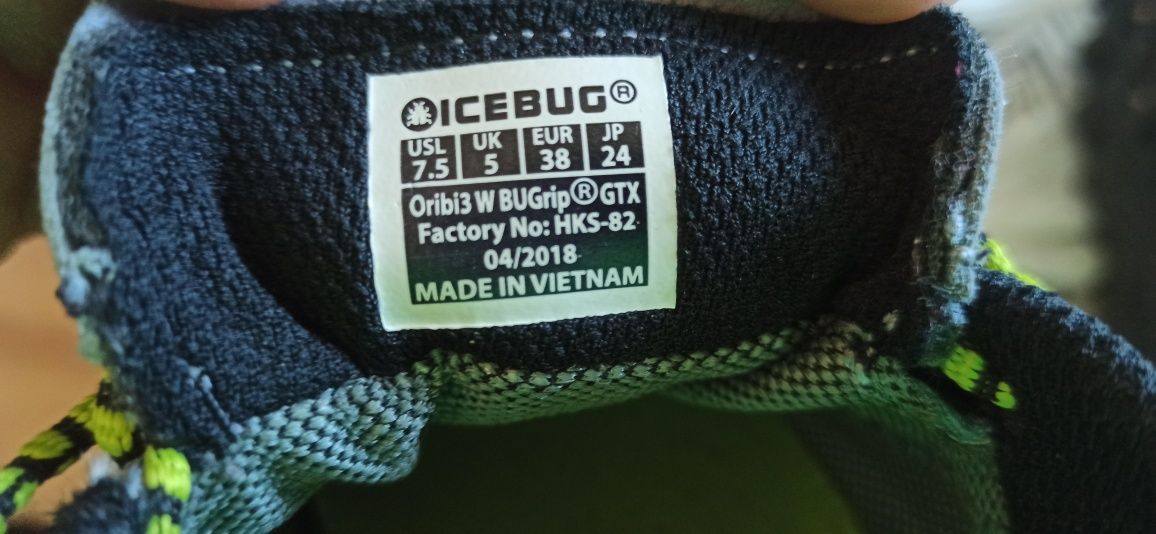 ICEBUG®
USL UK EUR JP
7.5 5 38 24
Oribi3 W BUGrip® GTX
Factory No: HKS-82
04/2018
MADE IN VIETNAM